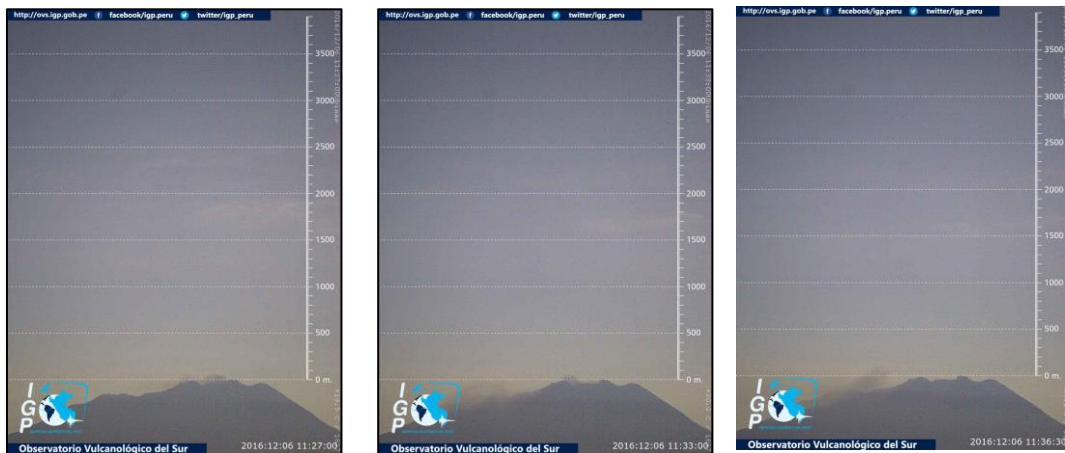 http://ovs.igp.gob.pe f facebook/igp.peru twitter/igp_peru
3500
3000
2500
2000
1500
1000
500
0 m.
I
G
P
Observatorio Vulcanológico del Sur
2016:12:06 11:27:00
http://ovs.igp.gob.pe f facebook/igp.peru twitter/igp_peru
3500
3000
2500
2000
1500
1000
500
0 m.
I
G
P
Observatorio Vulcanológico del Sur
2016:12:06 11:33:00
http://ovs.igp.gob.pe f facebook/igp.peru twitter/igp_peru
3500
3000
2500
2000
1500
1000
500
0 m.
I
G
P
Observatorio Vulcanológico del Sur
2016:12:06 11:36:30